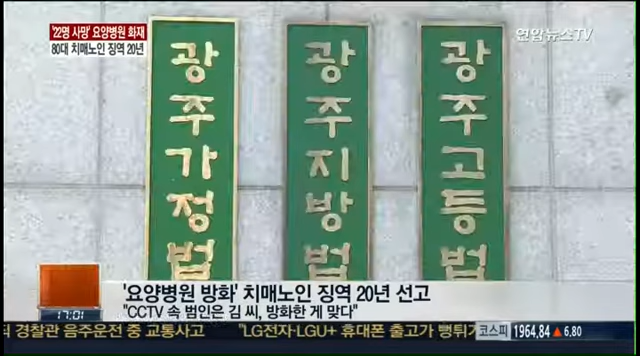 '22명 사망' 요양병원 화재
80대 치매노인 징역 20년
연합뉴스TV
광주가정법
광주지방법
광주고등법
'요양병원 방화' 치매노인 징역 20년 선고
"CCTV 속 범인은 김 씨, 방화한 게 맞다"
17:01
경찰관 음주운전 중 교통사고 "LG전자-LGU+ 휴대폰 출고가 뻥튀기
코스피 1964,84 ▲ 6,80